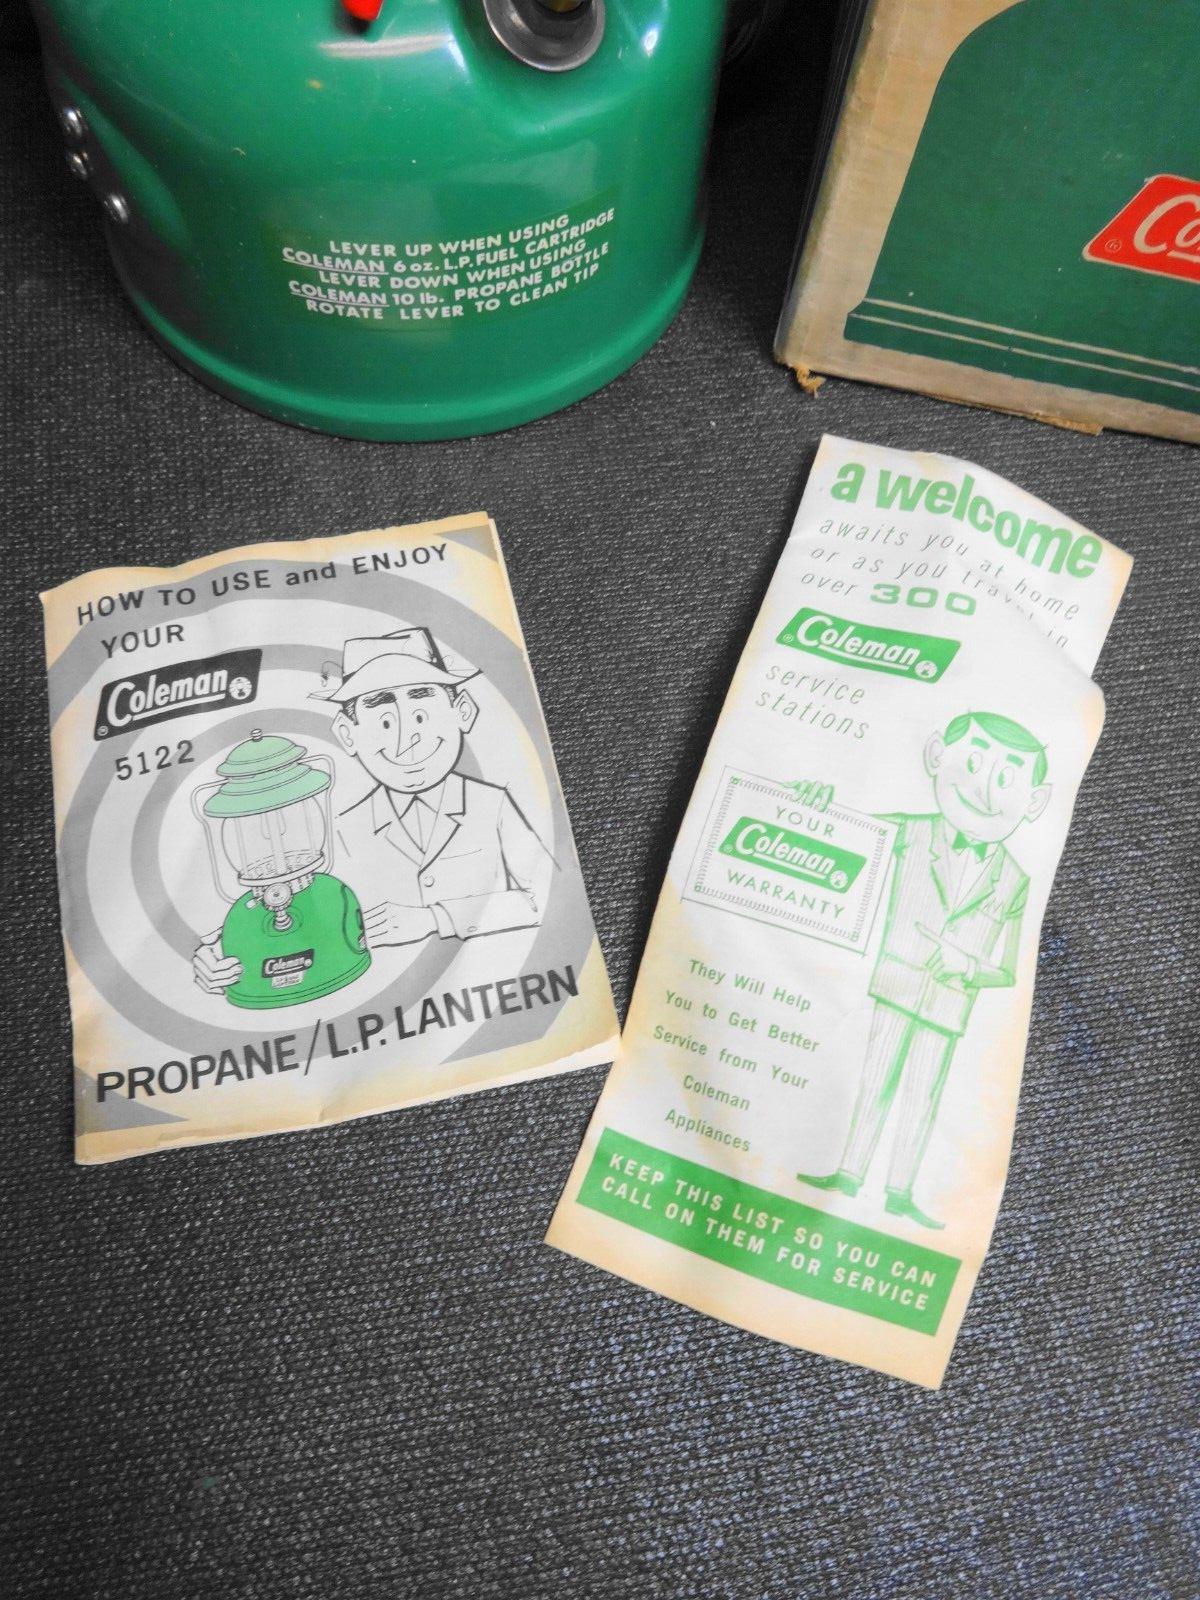 LEVER UP WHEN USING
COLEMAN 6 oz. L.P. FUEL CARTRIDGE
LEVER DOWN WHEN USING
COLEMAN 10 lb. PROPANE BOTTLE
ROTATE LEVER TO CLEAN TIP
HOW TO USE and ENJOY
YOUR
Coleman
5122
Coleman
PROPANE/L.P. LANTERN
a welcome
awaits you at home
or as you travel in
over 300
Coleman
service
stations
YOUR
Coleman
WARRANTY
They Will Help
You to Get Better
Service from Your
Coleman
Appliances
KEEP THIS LIST SO YOU CAN
CALL ON THEM FOR SERVICE